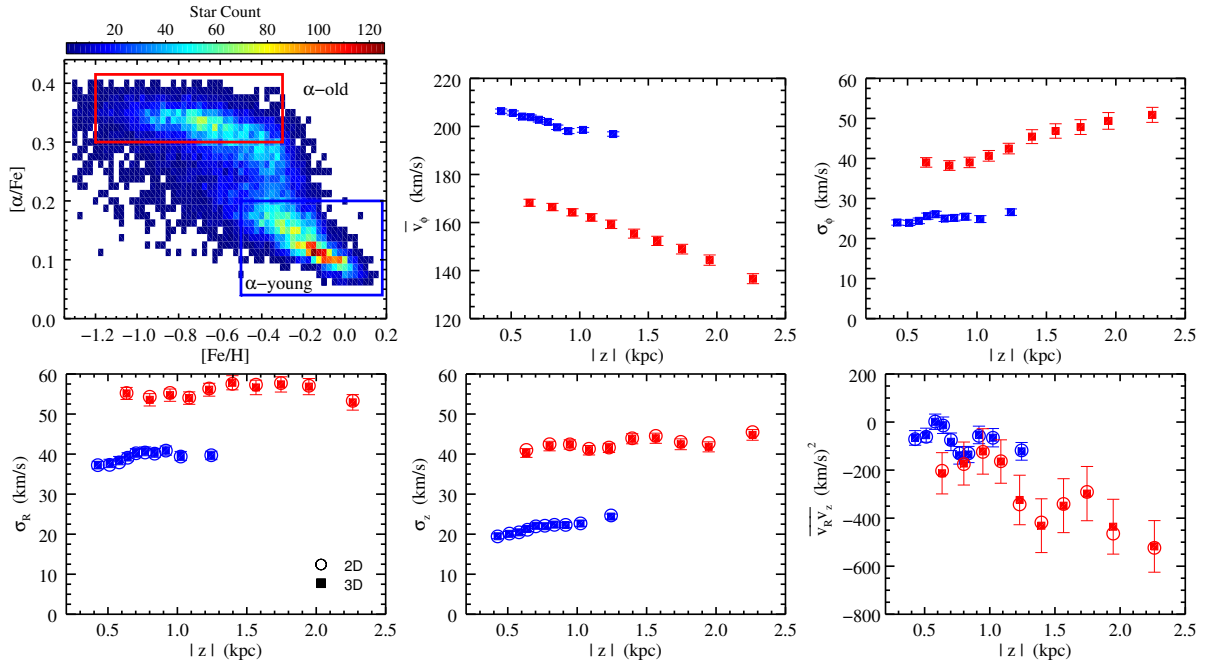 Star Count
20 40 60 80 100 120
[α/Fe]
0.4
0.3
0.2
0.1
0.0
α-old
α-young
-1.2 -1.0 -0.8 -0.6 -0.4 -0.2 0.0
[Fe/H]
v̅_ϕ (km/s)
220
200
180
160
140
120
0.5 1.0 1.5 2.0 2.5
| z | (kpc)
σ_ϕ (km/s)
60
50
40
30
20
10
0
0.5 1.0 1.5 2.0 2.5
| z | (kpc)
σ_R (km/s)
60
50
40
30
20
10
0
2D
3D
0.5 1.0 1.5 2.0 2.5
| z | (kpc)
σ_z (km/s)
60
50
40
30
20
10
0
0.5 1.0 1.5 2.0 2.5
| z | (kpc)
v_Rv_z (km/s)²
200
0
-200
-400
-600
-800
0.5 1.0 1.5 2.0 2.5
| z | (kpc)